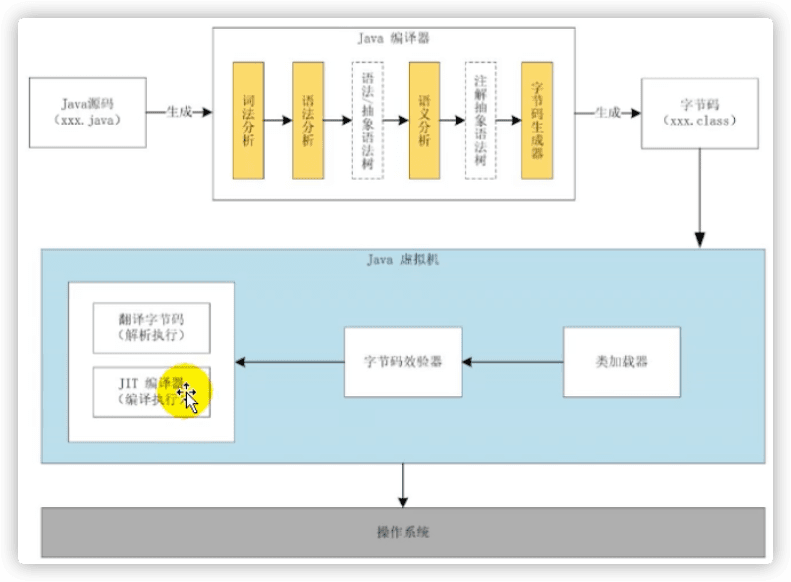 Java 编译器
Java源码
（xxx.java）
生成
词法分析
语法分析
语法/抽象语法树
语义分析
注解抽象语法树
字节码生成器
生成
字节码
（xxx.class）
Java 虚拟机
翻译字节码
（解析执行）
JIT 编译器
（编译执行）
字节码效验器
类加载器
操作系统